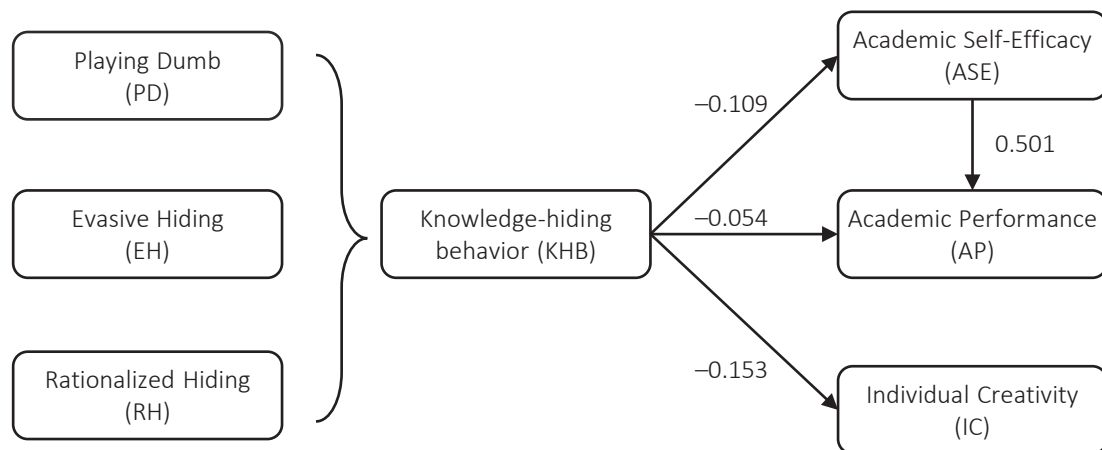 Playing Dumb
(PD)
Evasive Hiding
(EH)
Rationalized Hiding
(RH)
Knowledge-hiding
behavior (KHB)
–0.109
–0.054
–0.153
Academic Self-Efficacy
(ASE)
0.501
Academic Performance
(AP)
Individual Creativity
(IC)